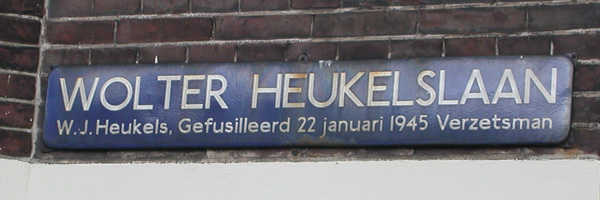 WOLTER HEUKELSLAAN
W.J. Heukels, Gefusilleerd 22 januari 1945 Verzetsman